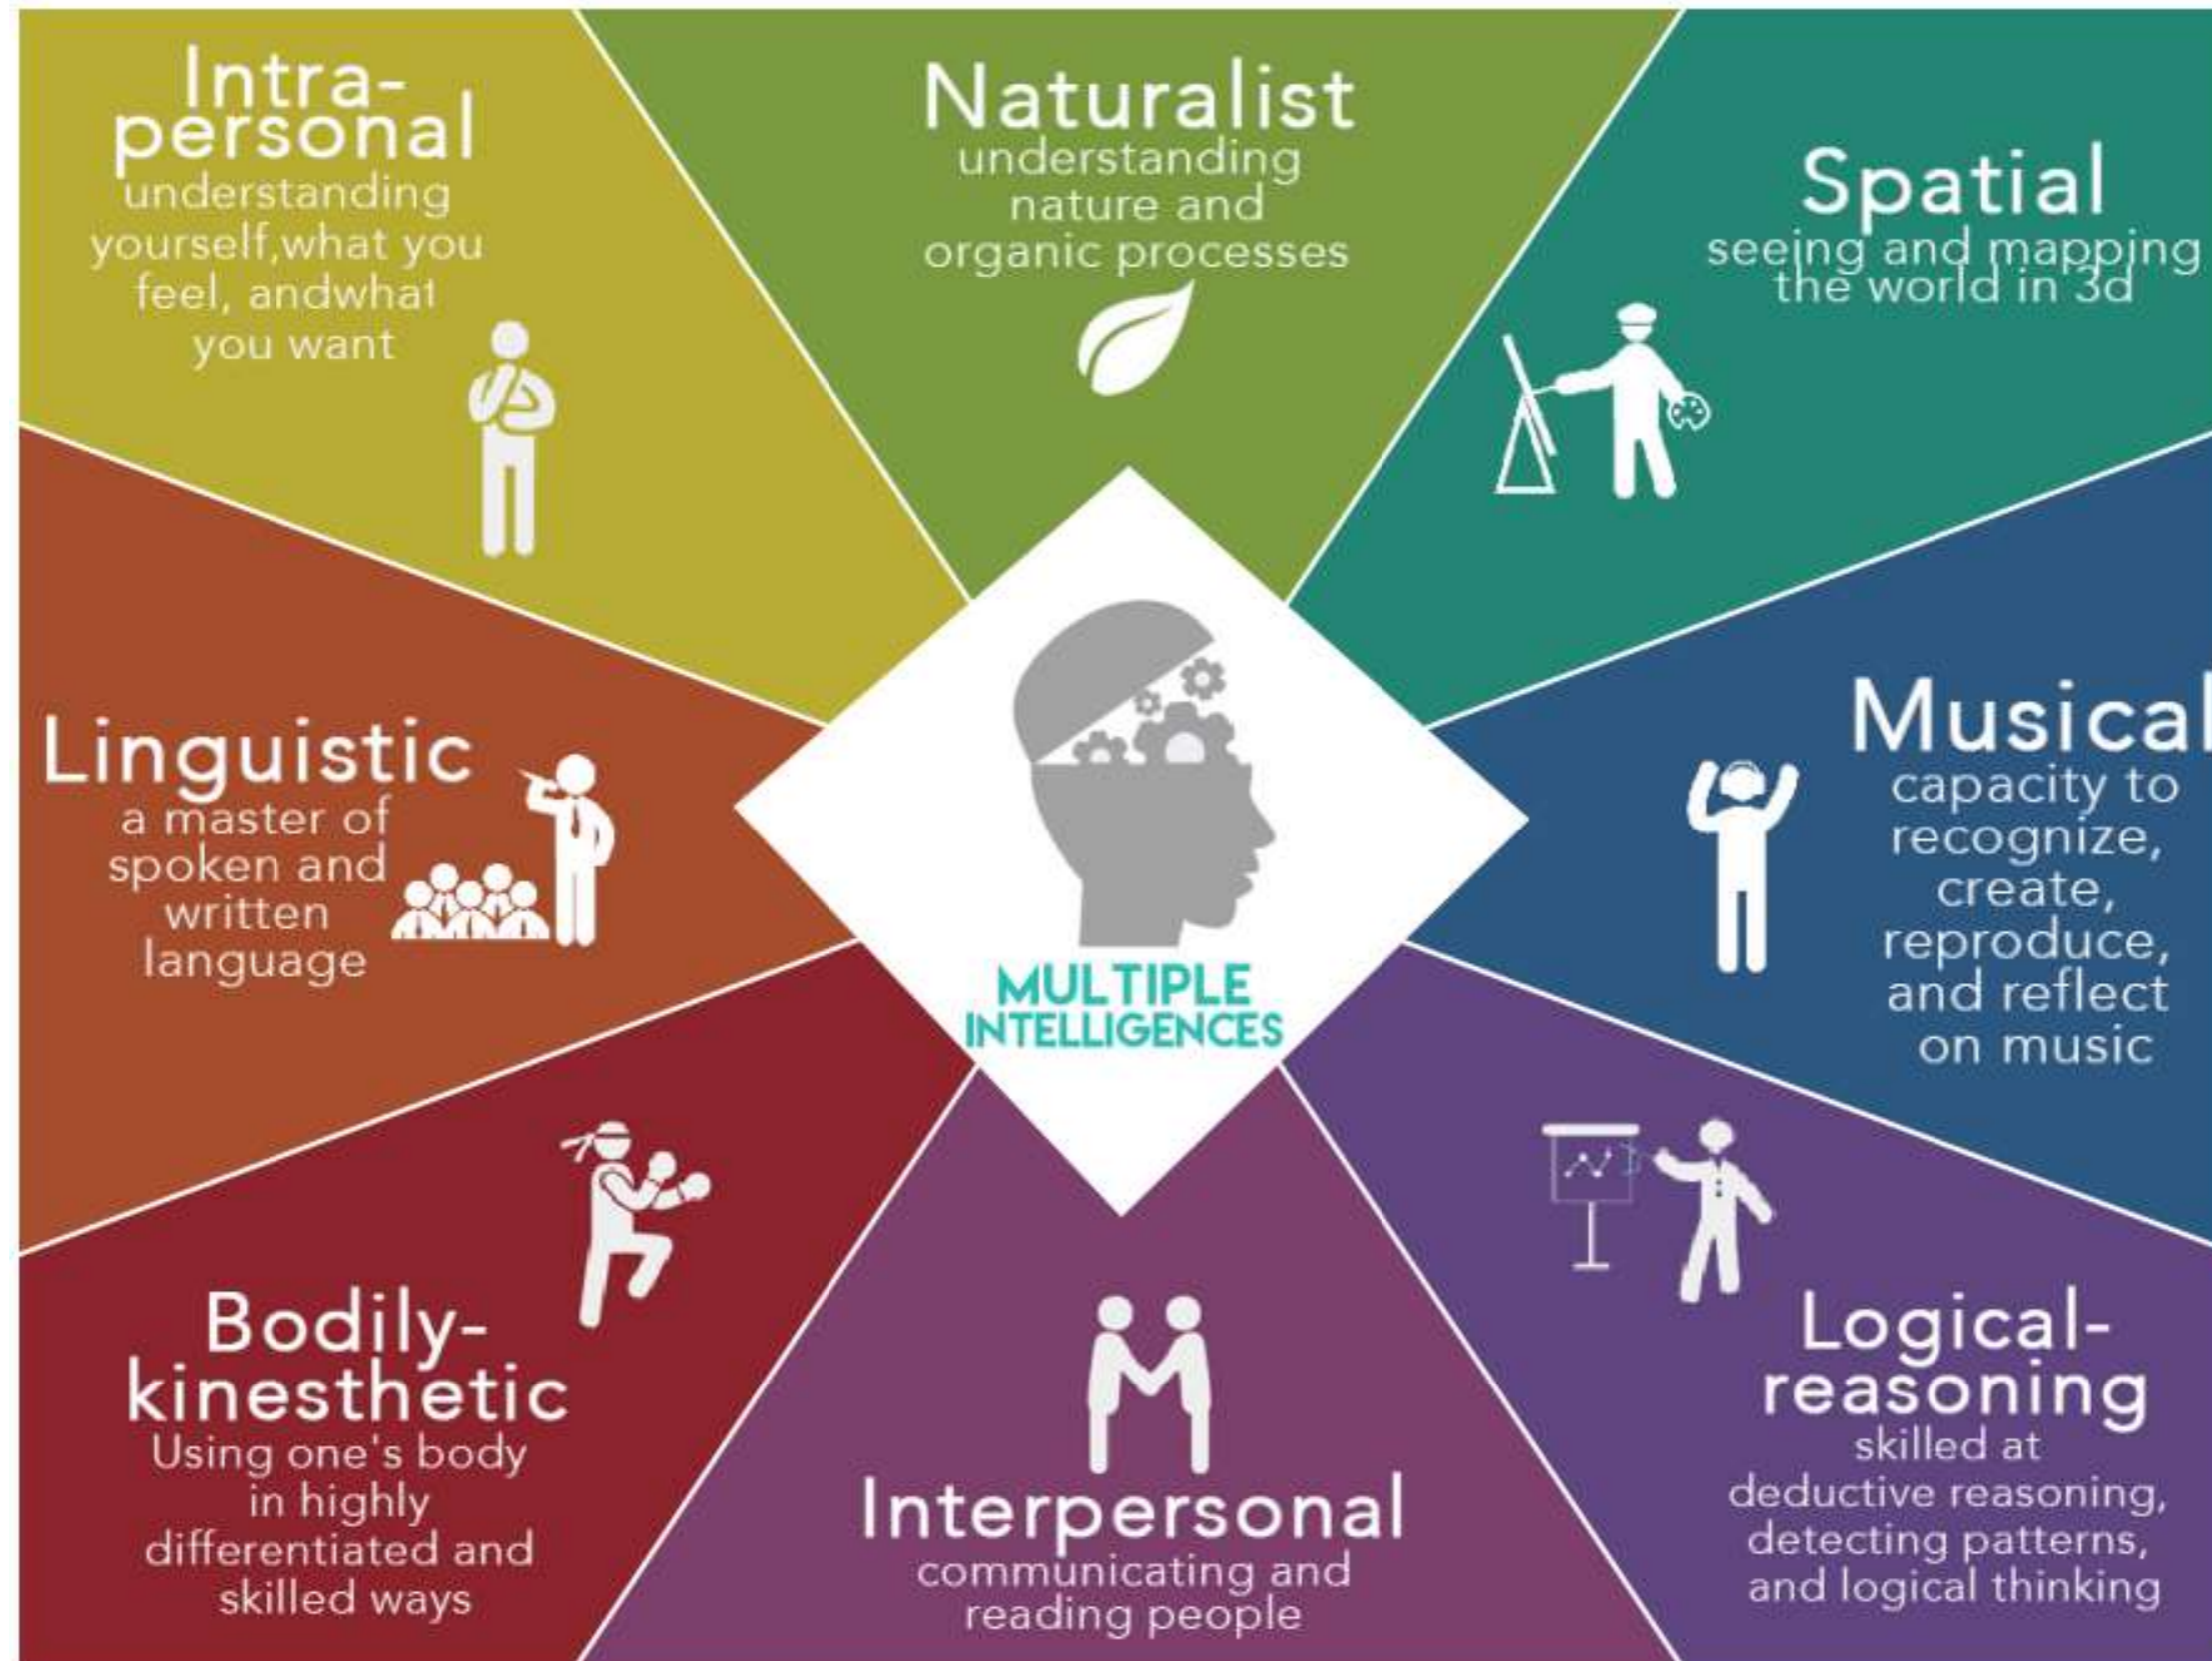 Intra-
personal
understanding
yourself,what you
feel, andwhat
you want
Naturalist
understanding
nature and
organic processes
Spatial
seeing and mapping
the world in 3d
Linguistic
a master of
spoken and
written
language
MULTIPLE
INTELLIGENCES
Musical
capacity to
recognize,
create,
reproduce,
and reflect
on music
Bodily-
kinesthetic
Using one's body
in highly
differentiated and
skilled ways
Interpersonal
communicating and
reading people
Logical-
reasoning
skilled at
deductive reasoning,
detecting patterns,
and logical thinking